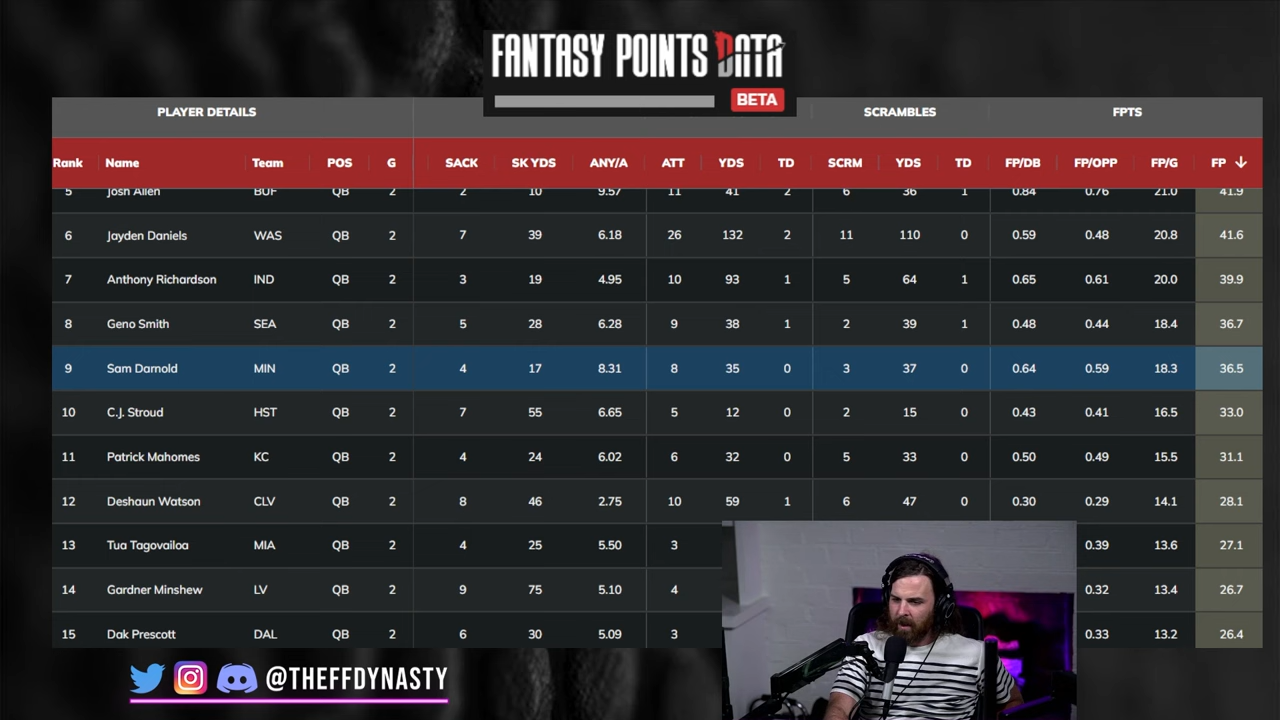 FANTASY POINTS DATA
BETA
PLAYER DETAILS SCRAMBLES FPTS
Rank Name Team POS G SACK SK YDS ANY/A ATT YDS TD SCRM YDS TD FP/DB FP/OPP FP/G FP
5 Josh Allen BUF QB 2 2 10 9.57 11 41 2 6 36 1 0.84 0.76 21.0 41.9
6 Jayden Daniels WAS QB 2 7 39 6.18 26 132 2 11 110 0 0.59 0.48 20.8 41.6
7 Anthony Richardson IND QB 2 3 19 4.95 10 93 1 5 64 1 0.65 0.61 20.0 39.9
8 Geno Smith SEA QB 2 5 28 6.28 9 38 1 2 39 1 0.48 0.44 18.4 36.7
9 Sam Darnold MIN QB 2 4 17 8.31 8 35 0 3 37 0 0.64 0.59 18.3 36.5
10 C.J. Stroud HST QB 2 7 55 6.65 5 12 0 2 15 0 0.43 0.41 16.5 33.0
11 Patrick Mahomes KC QB 2 4 24 6.02 6 32 0 5 33 0 0.50 0.49 15.5 31.1
12 Deshaun Watson CLV QB 2 8 46 2.75 10 59 1 6 47 0 0.30 0.29 14.1 28.1
13 Tua Tagovailoa MIA QB 2 4 25 5.50 3 0.39 13.6 27.1
14 Gardner Minshew LV QB 2 9 75 5.10 4 0.32 13.4 26.7
15 Dak Prescott DAL QB 2 6 30 5.09 3 0.33 13.2 26.4
@THEFFDYNASTY